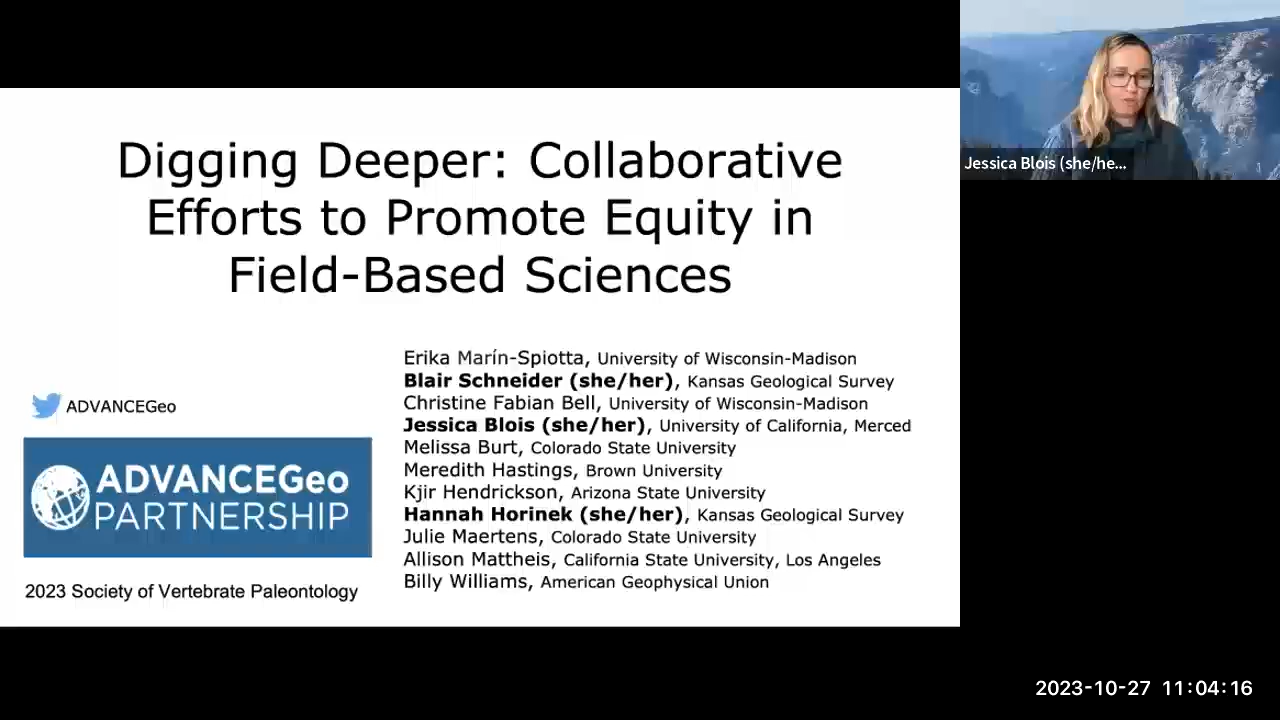 Digging Deeper: Collaborative
Efforts to Promote Equity in
Field-Based Sciences
Jessica Blois (she/he...
Erika Marín-Spiotta, University of Wisconsin-Madison
Blair Schneider (she/her), Kansas Geological Survey
Christine Fabian Bell, University of Wisconsin-Madison
Jessica Blois (she/her), University of California, Merced
Melissa Burt, Colorado State University
Meredith Hastings, Brown University
Kjir Hendrickson, Arizona State University
Hannah Horinek (she/her), Kansas Geological Survey
Julie Maertens, Colorado State University
Allison Mattheis, California State University, Los Angeles
Billy Williams, American Geophysical Union
ADVANCEGeo
ADVANCEGeo
PARTNERSHIP
2023 Society of Vertebrate Paleontology
2023-10-27 11:04:16